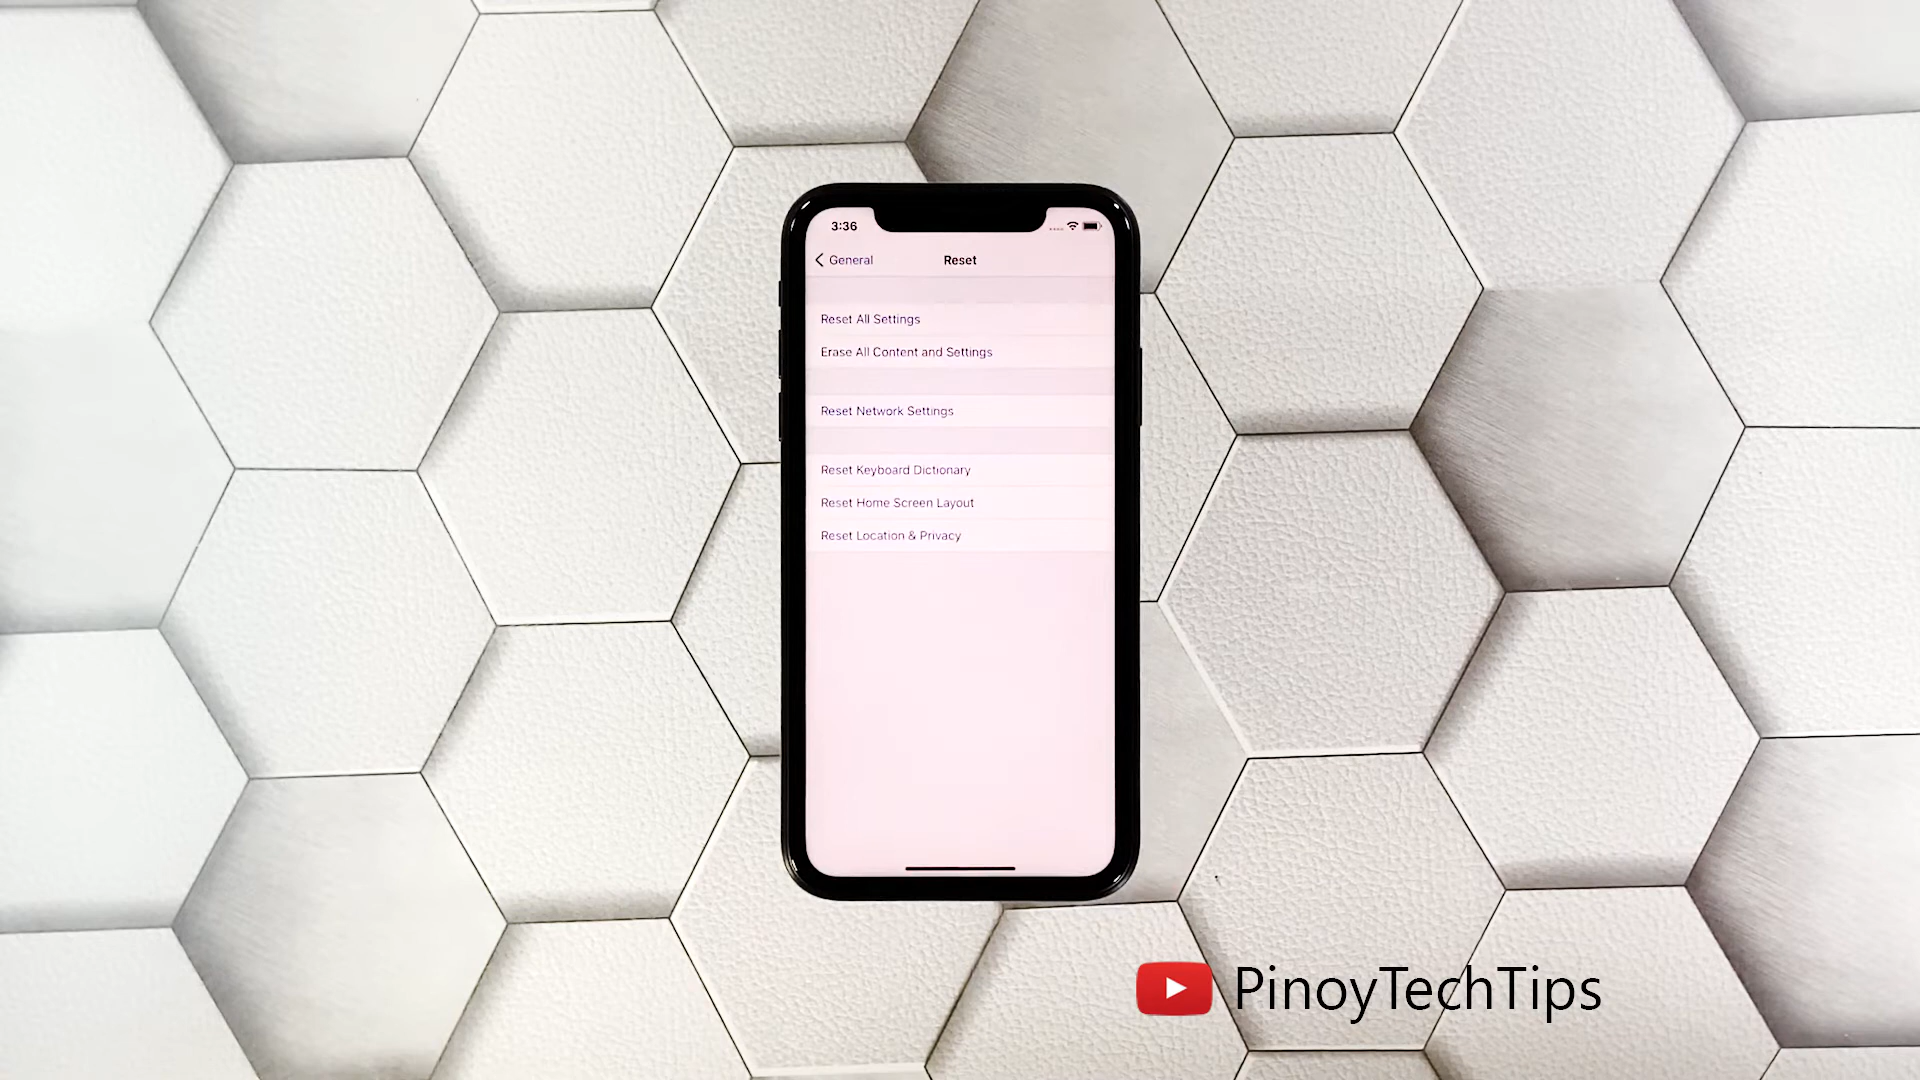 3:36
General
Reset
Reset All Settings
Erase All Content and Settings
Reset Network Settings
Reset Keyboard Dictionary
Reset Home Screen Layout
Reset Location & Privacy
PinoyTechTips